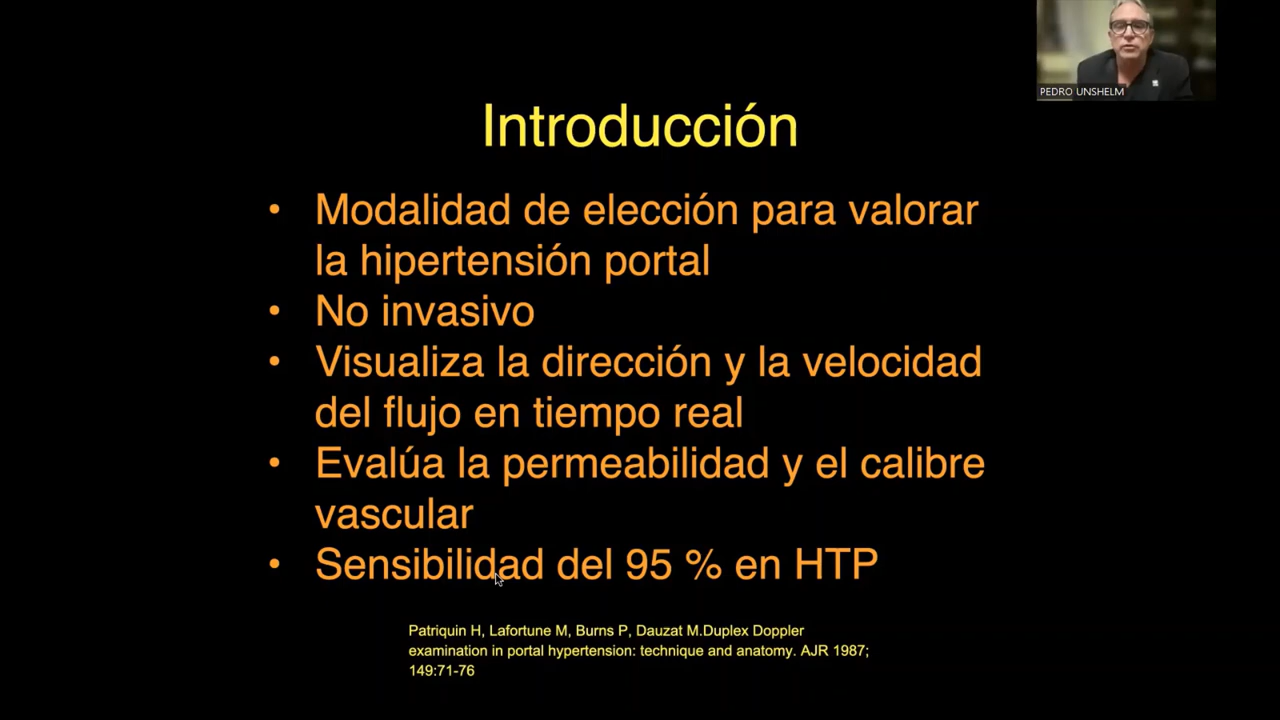 PEDRO UNSHELM
Introducción
• Modalidad de elección para valorar
la hipertensión portal
• No invasivo
• Visualiza la dirección y la velocidad
del flujo en tiempo real
• Evalúa la permeabilidad y el calibre
vascular
• Sensibilidad del 95 % en HTP
Patriquin H, Lafortune M, Burns P, Dauzat M.Duplex Doppler
examination in portal hypertension: technique and anatomy. AJR 1987;
149:71-76